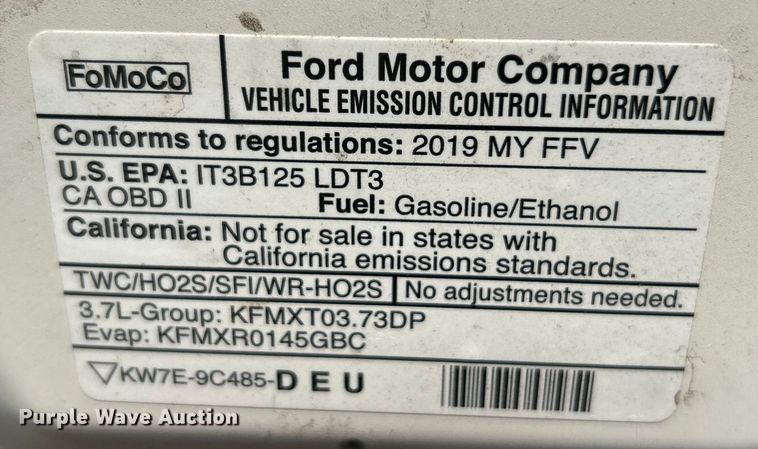 FoMoCo
Ford Motor Company
VEHICLE EMISSION CONTROL INFORMATION
Conforms to regulations: 2019 MY FFV
U.S. EPA: IT3B125 LDT3
CA OBD II Fuel: Gasoline/Ethanol
California: Not for sale in states with
California emissions standards.
TWC/HO2S/SFI/WR-HO2S No adjustments needed.
3.7L-Group: KFMXT03.73DP
Evap: KFMXR0145GBC
KW7E-9C485-D E U
Purple Wave Auction